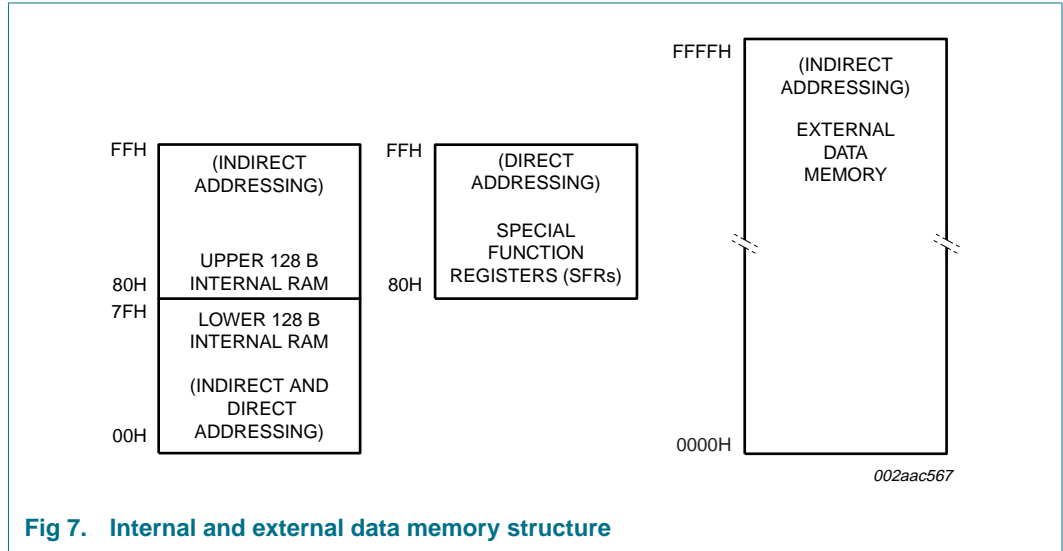 FFH
(INDIRECT
ADDRESSING)
UPPER 128 B
INTERNAL RAM
80H
7FH
LOWER 128 B
INTERNAL RAM
(INDIRECT AND
DIRECT
ADDRESSING)
00H
FFH
(DIRECT
ADDRESSING)
SPECIAL
FUNCTION
REGISTERS (SFRs)
80H
FFFFH
(INDIRECT
ADDRESSING)
EXTERNAL
DATA
MEMORY
0000H
002aac567
Fig 7. Internal and external data memory structure